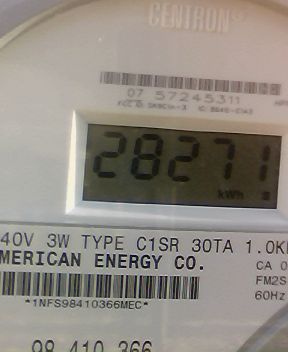 CENTRON®
07 57245311
28271
kWh
40V 3W TYPE C1SR 30TA 1.0K
MERICAN ENERGY CO.
CA 0
FM2S
*1NFS98410366MEC*
60Hz
98 410 366